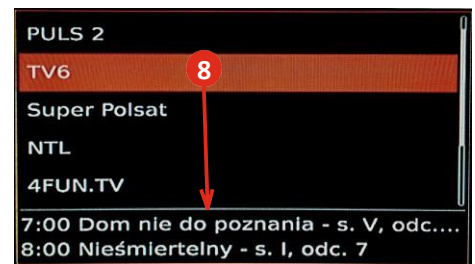 PULS 2
TV6
8
Super Polsat
NTL
4FUN.TV
7:00 Dom nie do poznania - s. V, odc....
8:00 Nieśmiertelny - s. I, odc. 7